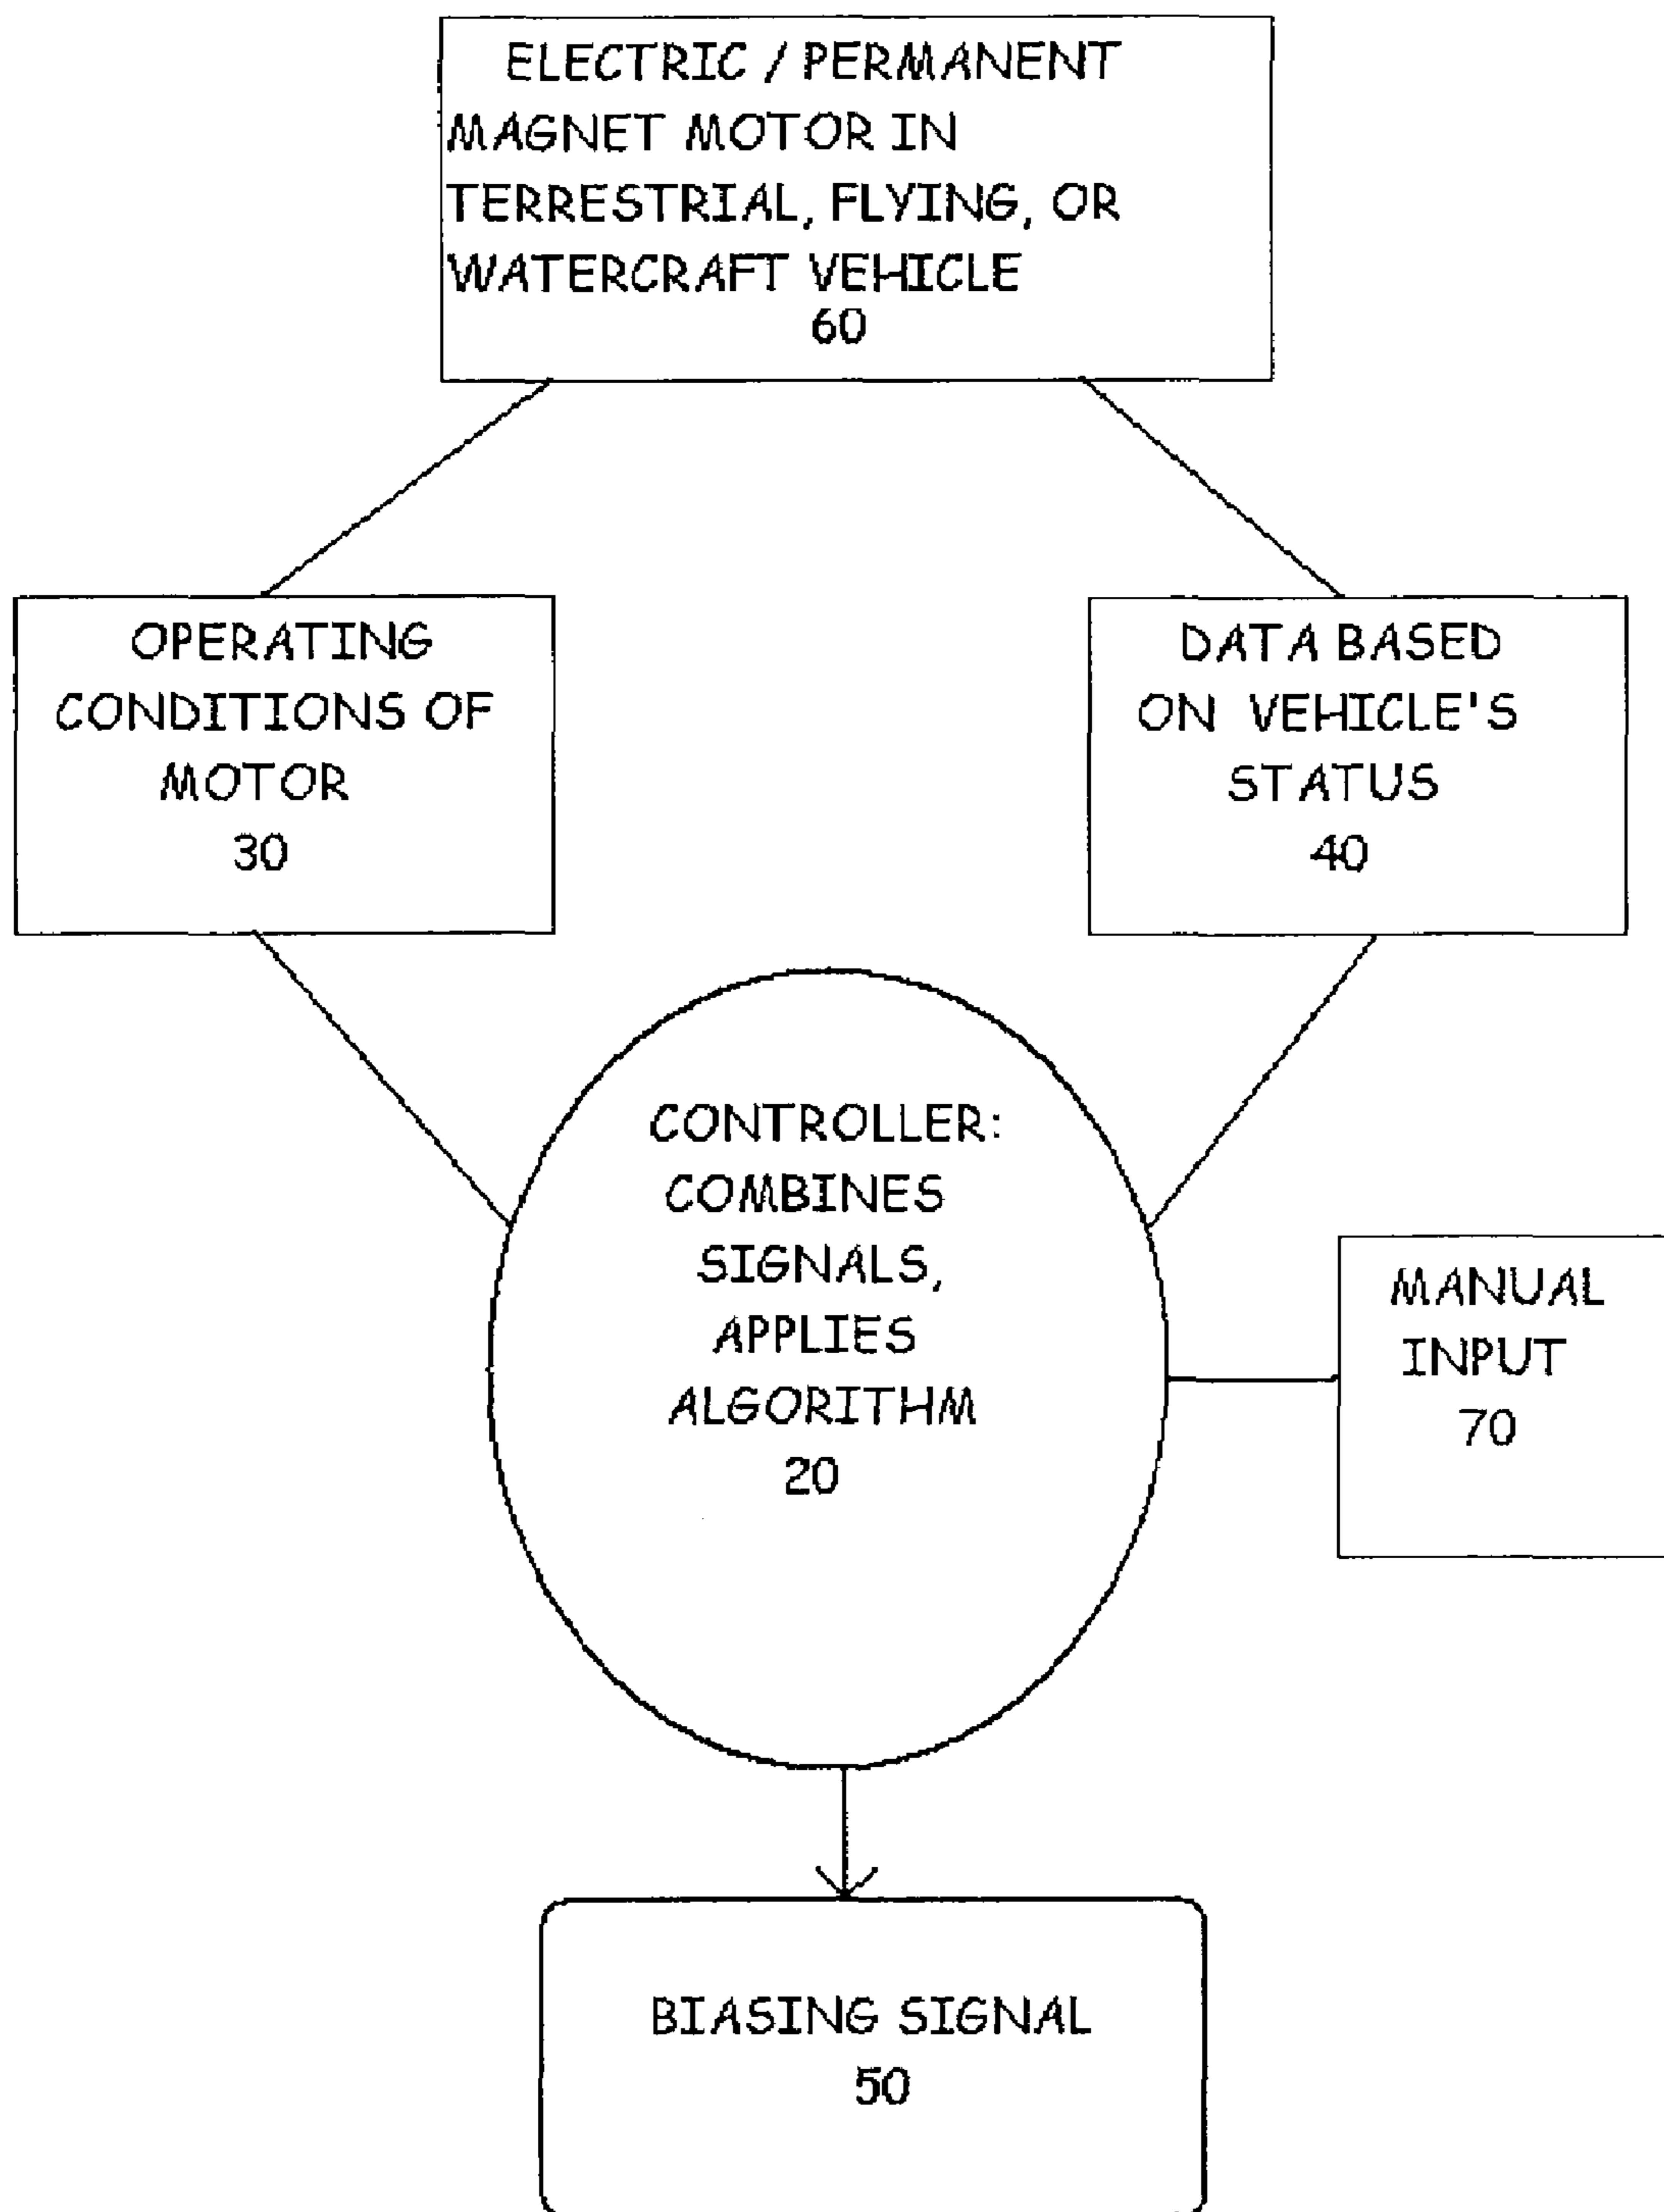 ELECTRIC / PERMANENT
MAGNET MOTOR IN
TERRESTRIAL, FLYING, OR
WATERCRAFT VEHICLE
60
OPERATING
CONDITIONS OF
MOTOR
30
DATA BASED
ON VEHICLE'S
STATUS
40
CONTROLLER:
COMBINES
SIGNALS,
APPLIES
ALGORITHM
20
MANUAL
INPUT
70
BIASING SIGNAL
50